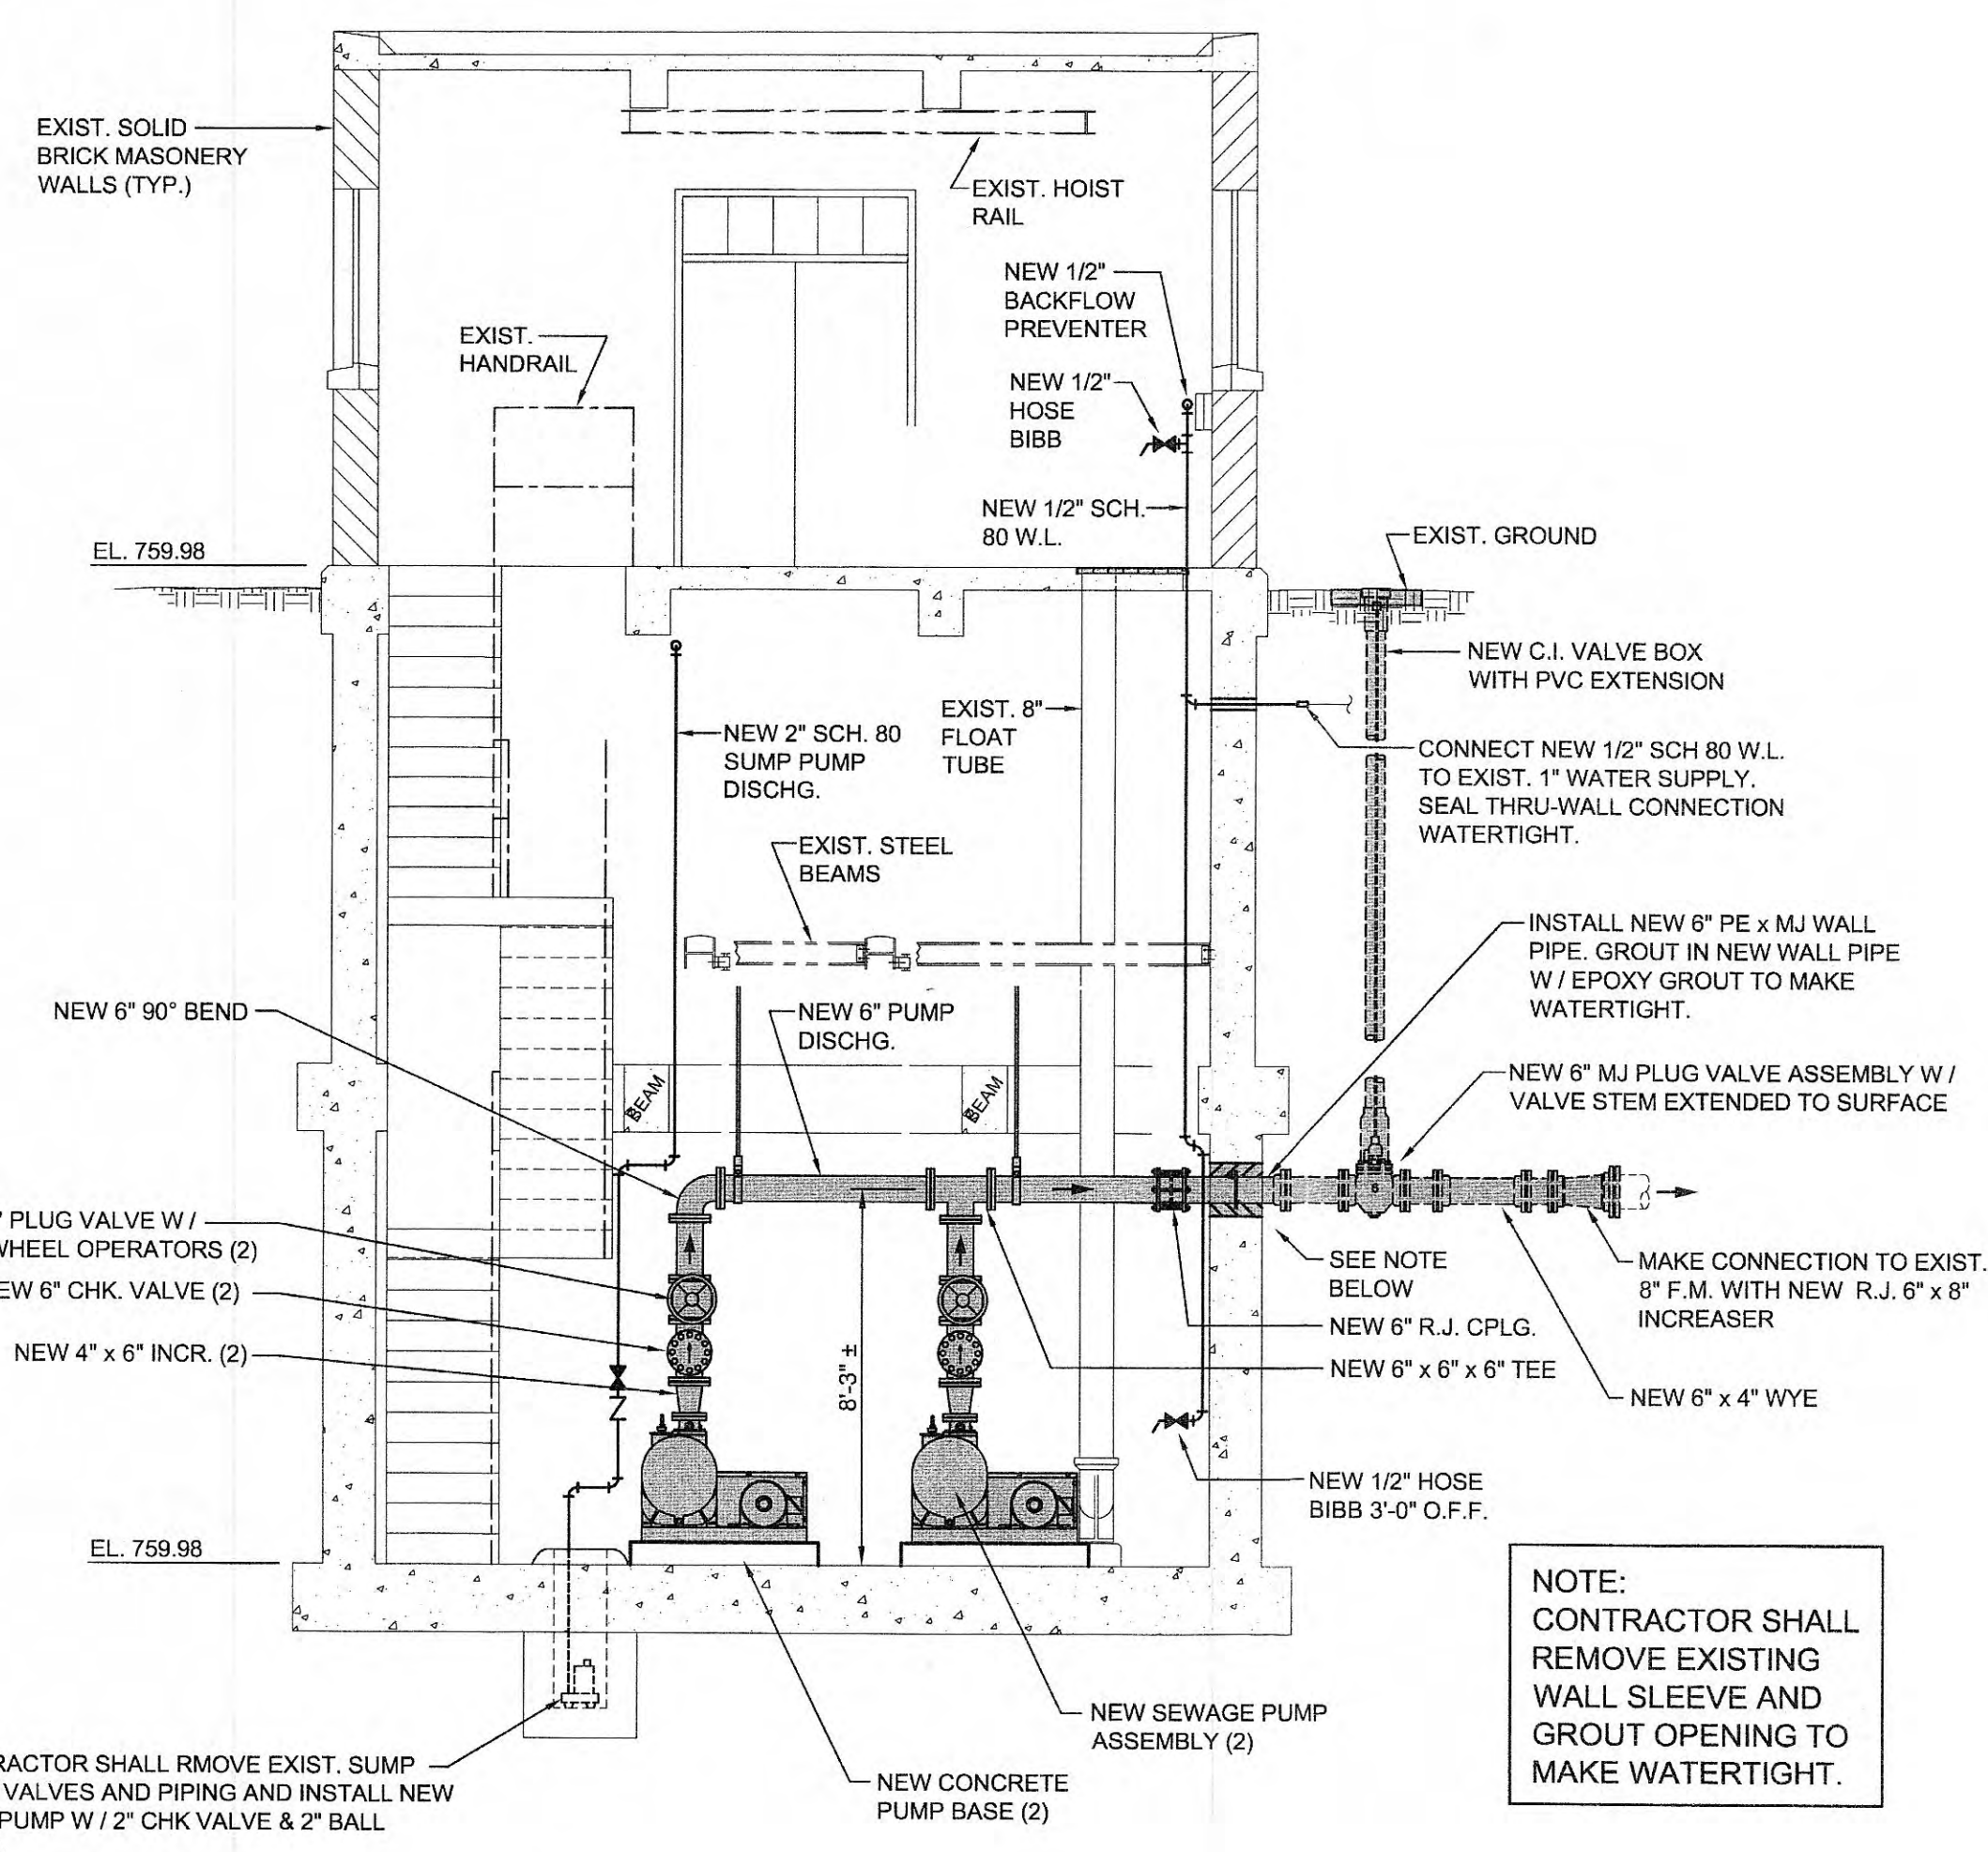 EXIST. SOLID
BRICK MASONERY
WALLS (TYP.)
EXIST. HOIST
RAIL
NEW 1/2"
BACKFLOW
PREVENTER
EXIST.
HANDRAIL
NEW 1/2"
HOSE
BIBB
NEW 1/2" SCH.
80 W.L.
EL. 759.98
EXIST. GROUND
NEW C.I. VALVE BOX
WITH PVC EXTENSION
NEW 2" SCH. 80
SUMP PUMP
DISCHG.
EXIST. 8"
FLOAT
TUBE
CONNECT NEW 1/2" SCH 80 W.L.
TO EXIST. 1" WATER SUPPLY.
SEAL THRU-WALL CONNECTION
WATERTIGHT.
EXIST. STEEL
BEAMS
INSTALL NEW 6" PE x MJ WALL
PIPE. GROUT IN NEW WALL PIPE
W / EPOXY GROUT TO MAKE
WATERTIGHT.
NEW 6" 90° BEND
NEW 6" PUMP
DISCHG.
BEAM
BEAM
NEW 6" MJ PLUG VALVE ASSEMBLY W /
VALVE STEM EXTENDED TO SURFACE
" PLUG VALVE W /
WHEEL OPERATORS (2)
EW 6" CHK. VALVE (2)
NEW 4" x 6" INCR. (2)
8'-3" ±
SEE NOTE
BELOW
NEW 6" R.J. CPLG.
NEW 6" x 6" x 6" TEE
MAKE CONNECTION TO EXIST.
8" F.M. WITH NEW R.J. 6" x 8"
INCREASER
NEW 6" x 4" WYE
NEW 1/2" HOSE
BIBB 3'-0" O.F.F.
EL. 759.98
NOTE:
CONTRACTOR SHALL
REMOVE EXISTING
WALL SLEEVE AND
GROUT OPENING TO
MAKE WATERTIGHT.
NEW SEWAGE PUMP
ASSEMBLY (2)
NEW CONCRETE
PUMP BASE (2)
RACTOR SHALL RMOVE EXIST. SUMP
VALVES AND PIPING AND INSTALL NEW
PUMP W / 2" CHK VALVE & 2" BALL